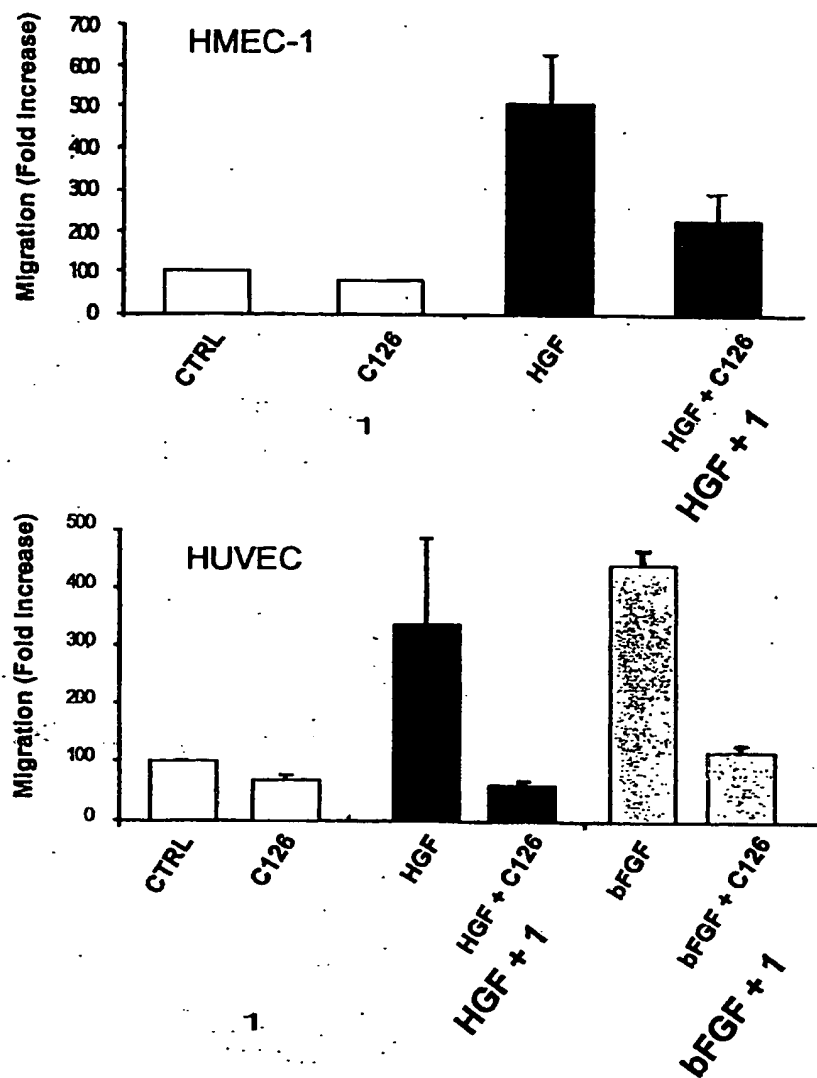 HMEC-1
Migration (Fold Increase)
700
600
500
400
300
200
100
0
CTRL
C126
HGF
HGF + C126
1
HGF + 1
HUVEC
Migration (Fold Increase)
500
400
300
200
100
0
CTRL
C126
HGF
HGF + C126
bFGF
bFGF + C126
1
HGF + 1
bFGF + 1